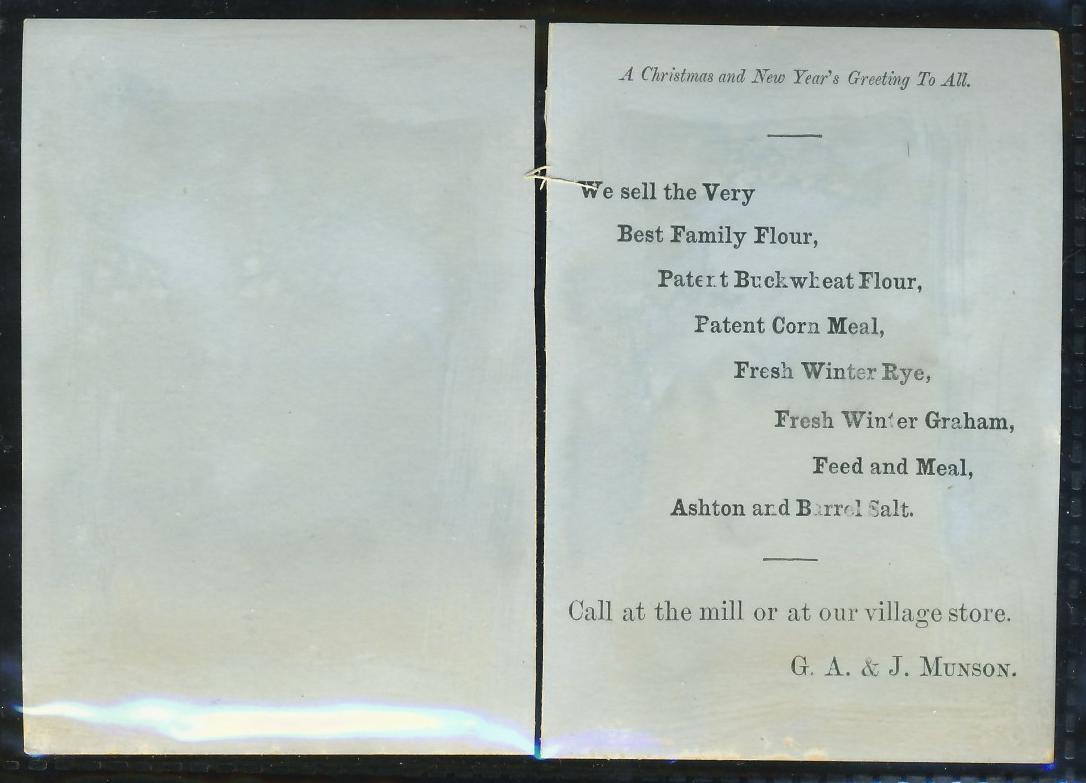 A Christmas and New Year's Greeting To All.
We sell the Very
Best Family Flour,
Patent Buckwheat Flour,
Patent Corn Meal,
Fresh Winter Rye,
Fresh Winter Graham,
Feed and Meal,
Ashton and Barrel Salt.
Call at the mill or at our village store.
G. A. & J. MUNSON.